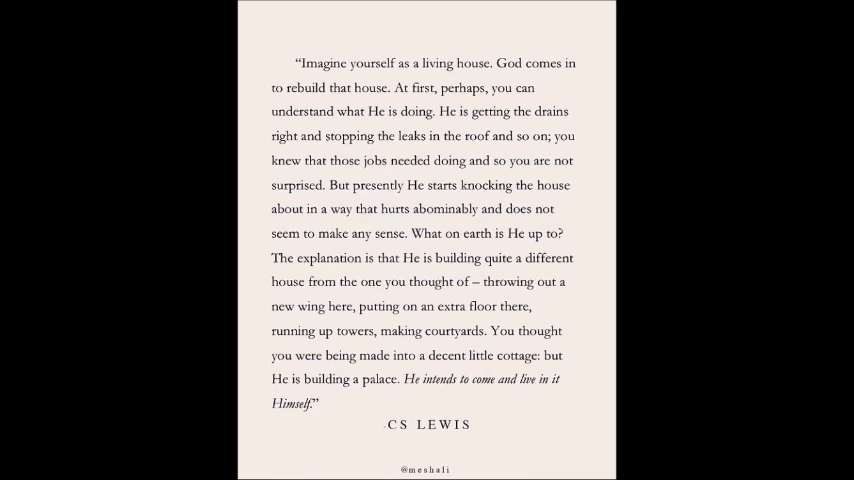 “Imagine yourself as a living house. God comes in
to rebuild that house. At first, perhaps, you can
understand what He is doing. He is getting the drains
right and stopping the leaks in the roof and so on; you
knew that those jobs needed doing and so you are not
surprised. But presently He starts knocking the house
about in a way that hurts abominably and does not
seem to make any sense. What on earth is He up to?
The explanation is that He is building quite a different
house from the one you thought of – throwing out a
new wing here, putting on an extra floor there,
running up towers, making courtyards. You thought
you were being made into a decent little cottage: but
He is building a palace. He intends to come and live in it
Himself.”
-CS LEWIS
@meshali